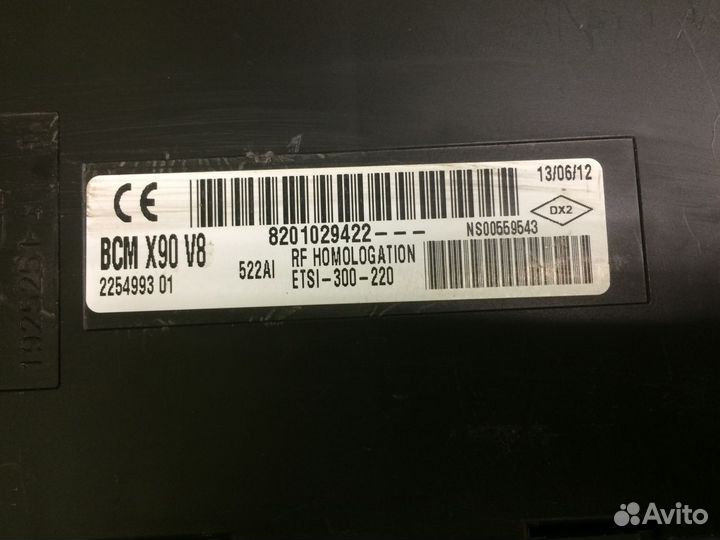 CE
13/06/12
DX2
8201029422---
NS00559543
BCM X90 V8
522AI
RF HOMOLOGATION
2254993 01
ETSI-300-220
Avito